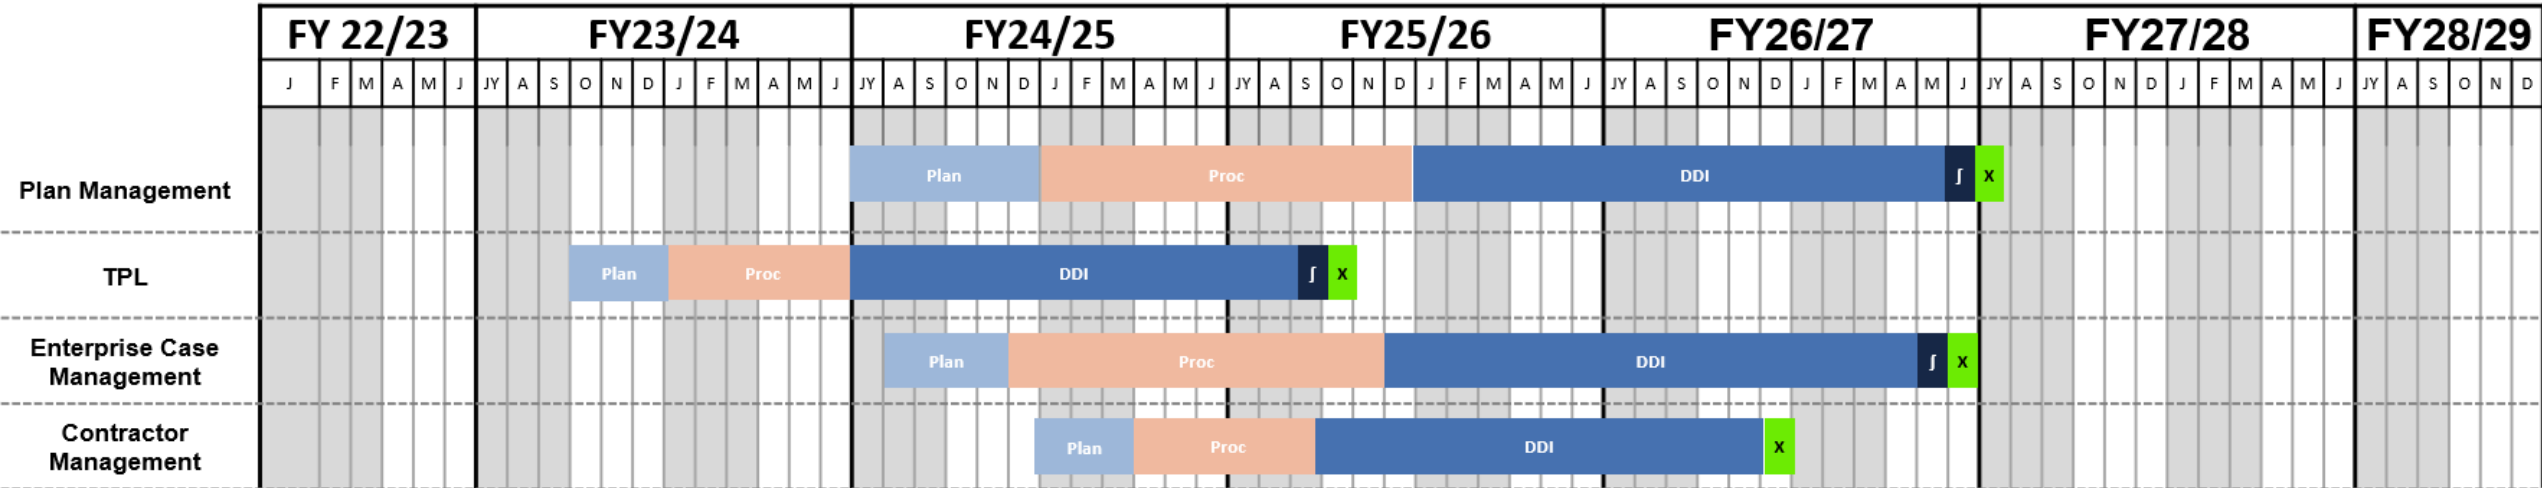 FY 22/23 FY23/24 FY24/25 FY25/26 FY26/27 FY27/28 FY28/29
J F M A M J JY A S O N D J F M A M J JY A S O N D J F M A M J JY A S O N D J F M A M J JY A S O N D J F M A M J JY A S O N D J F M A M J JY A S O N D
Plan Management Plan Proc DDI ∫ X
TPL Plan Proc DDI ∫ X
Enterprise Case
Management Plan Proc DDI ∫ X
Contractor
Management Plan Proc DDI X